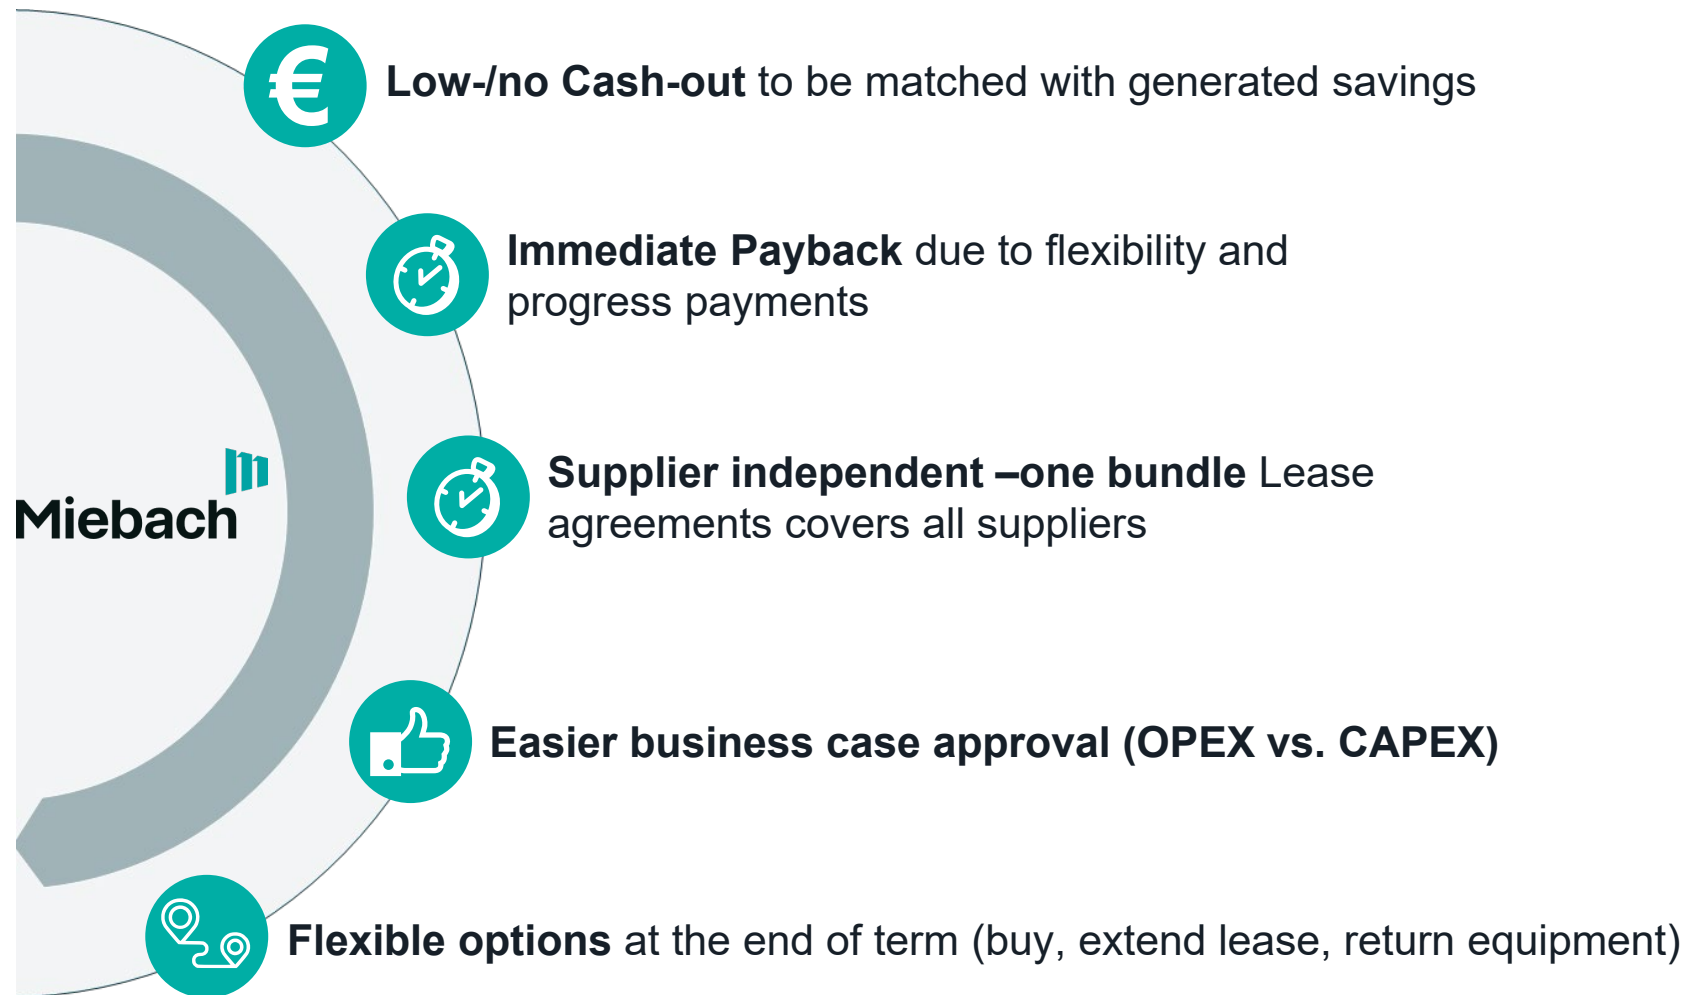 €
Low-/no Cash-out to be matched with generated savings
Immediate Payback due to flexibility and
progress payments
Miebach
Supplier independent –one bundle Lease
agreements covers all suppliers
Easier business case approval (OPEX vs. CAPEX)
Flexible options at the end of term (buy, extend lease, return equipment)